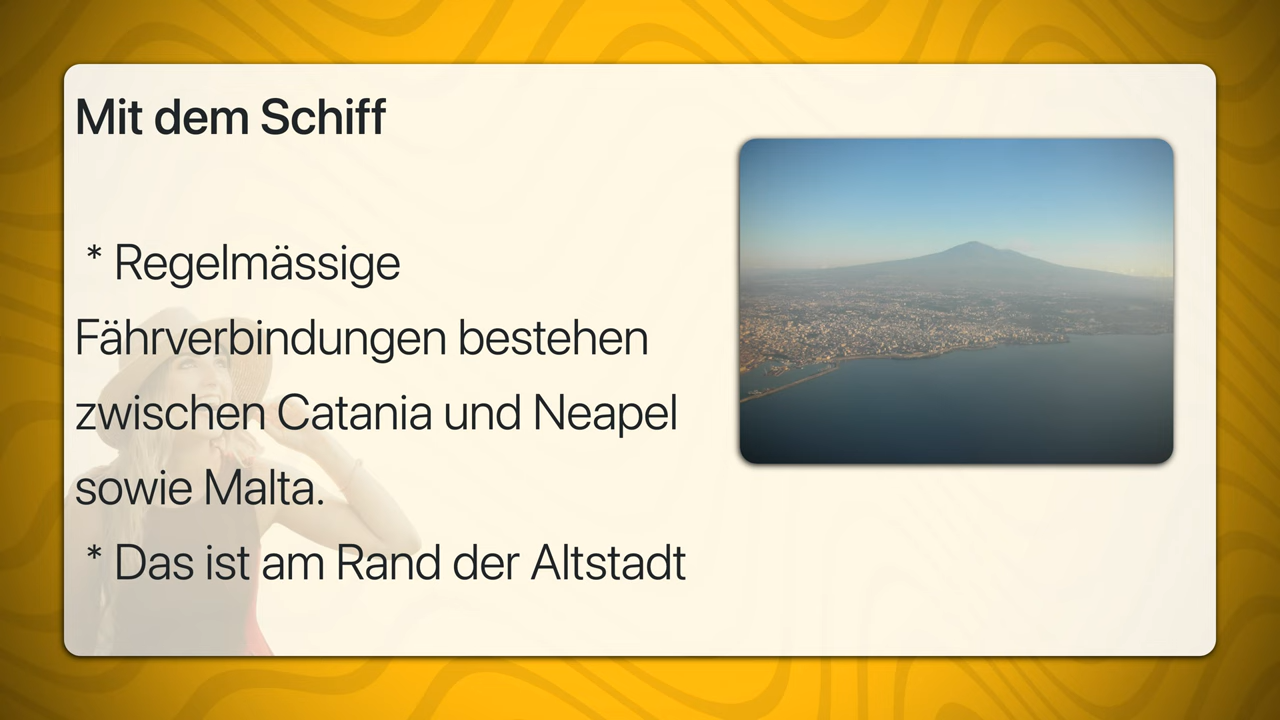 Mit dem Schiff
* Regelmässige
Fährverbindungen bestehen
zwischen Catania und Neapel
sowie Malta.
* Das ist am Rand der Altstadt